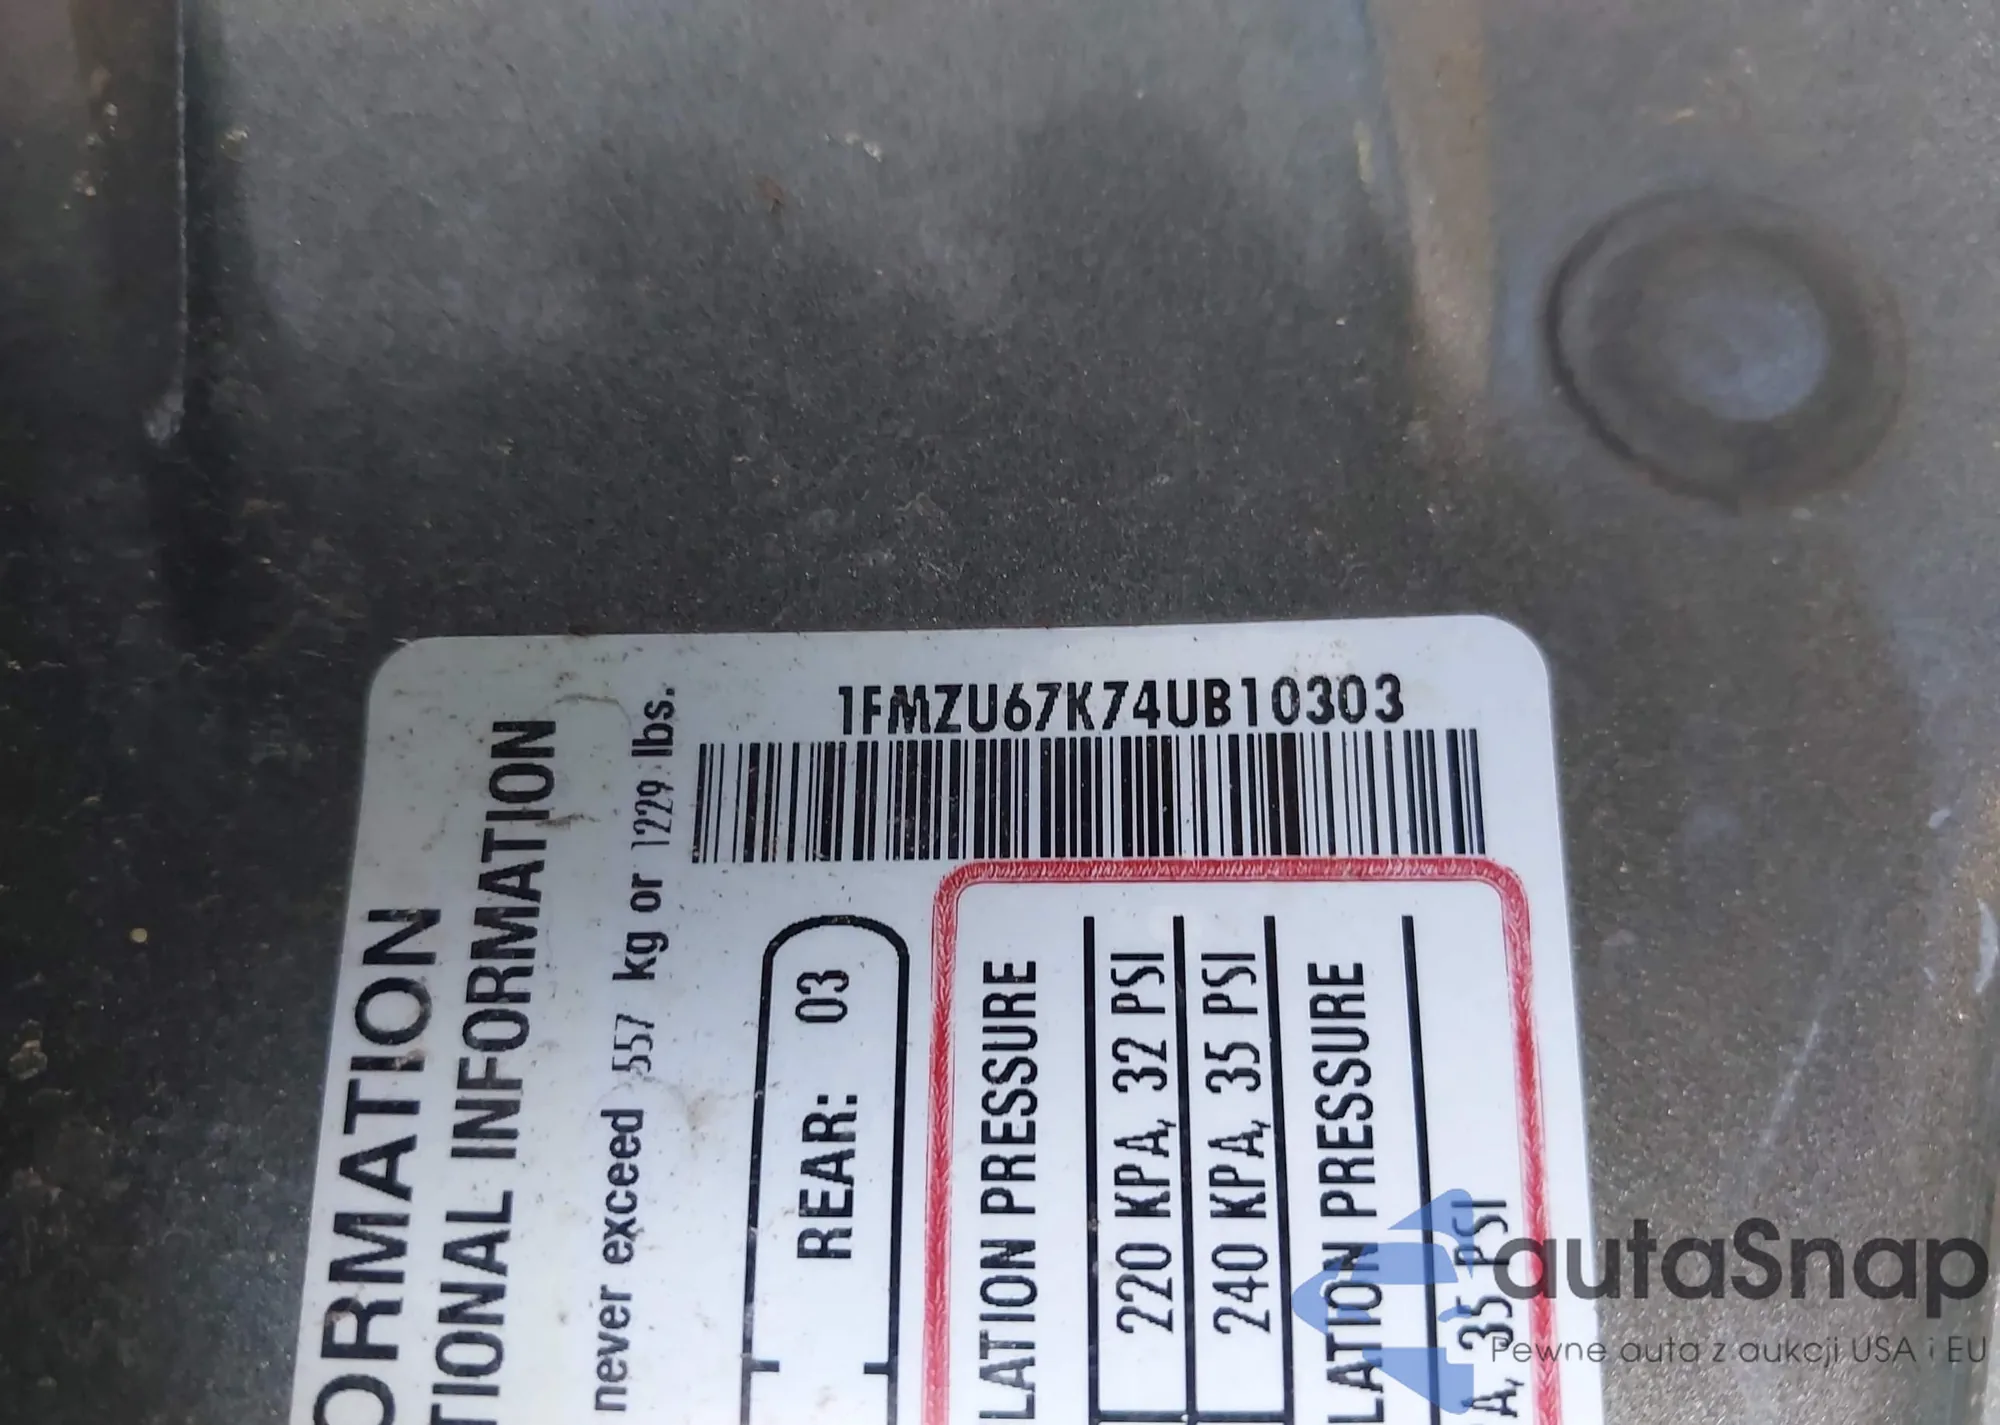 1FMZU67K74UB10303
ORMATION
TIONAL INFORMATION
never exceed 557 kg or 1229 lbs.
REAR: 03
LATION PRESSURE
220 KPA, 32 PSI
240 KPA, 35 PSI
LATION PRESSURE
PSI
A, 35 PSI
autaSnap
Pewne auta z aukcji USA i EU